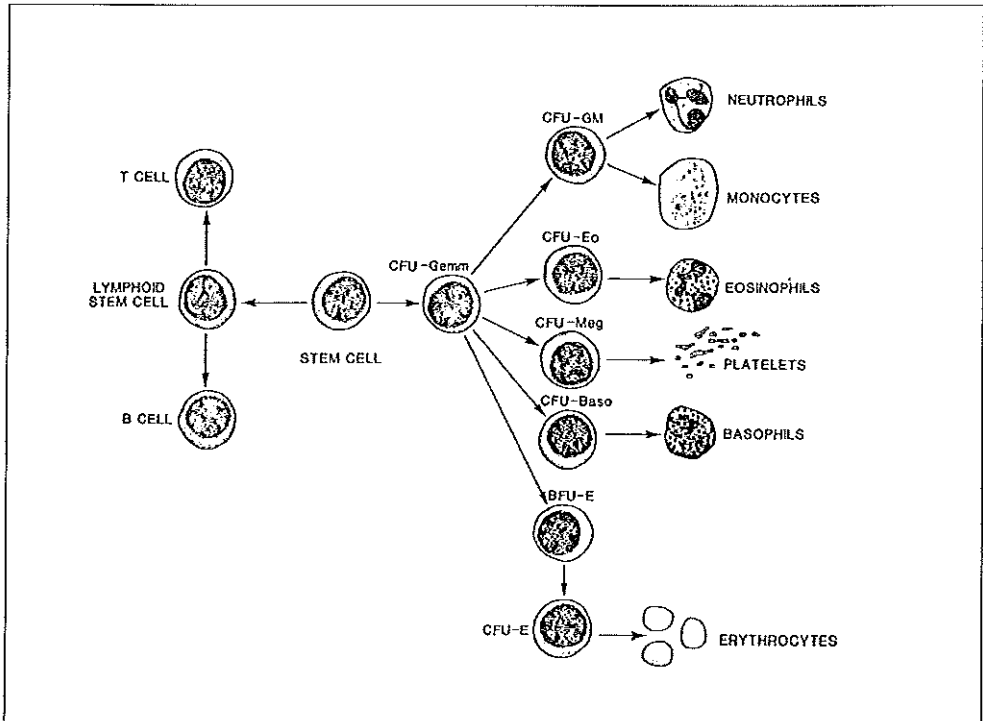 NEUTROPHILS
CFU-GM
T CELL
MONOCYTES
CFU-Eo
CFU-Gemm
LYMPHOID
STEM CELL
EOSINOPHILS
CFU-Meg
STEM CELL
PLATELETS
CFU-Baso
B CELL
BASOPHILS
BFU-E
CFU-E
ERYTHROCYTES